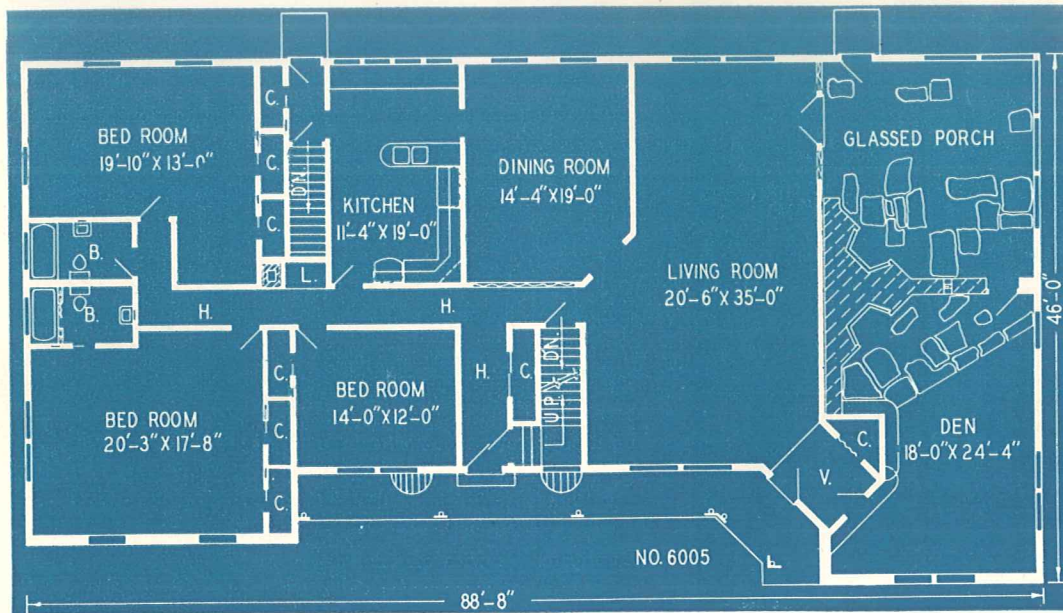 BED ROOM
19'-10" X 13'-0"
C.
C.
C.
DN.
KITCHEN
11'-4" X 19'-0"
L.
DINING ROOM
14'-4" X 19'-0"
LIVING ROOM
20'-6" X 35'-0"
GLASSED PORCH
B.
B.
H.
H.
H.
BED ROOM
20'-3" X 17'-8"
C.
C.
C.
BED ROOM
14'-0" X 12'-0"
C.
UP
DN.
V.
C.
DEN
18'-0" X 24'-4"
NO. 6005
46'-0"
88'-8"